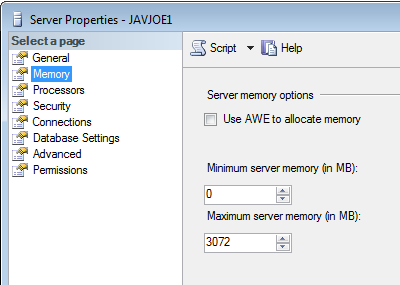 Server Properties - JAVJOE1
Select a page
General
Memory
Processors
Security
Connections
Database Settings
Advanced
Permissions
Script Help
Server memory options
Use AWE to allocate memory
Minimum server memory (in MB):
0
Maximum server memory (in MB):
3072